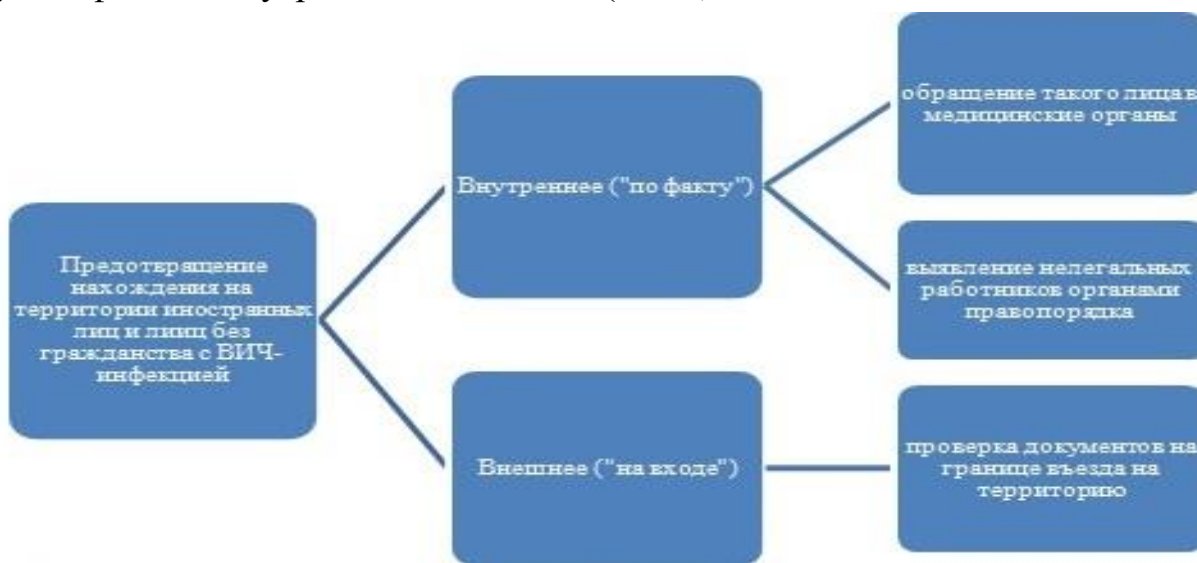 Предотвращение
нахождения на
территории иностранных
лиц и лииц без
гражданства с ВИЧ-
инфекцией
Внутреннее ("по факту")
обращение такого лица в
медицинские органы
выявление нелегальных
работников органами
правопорядка
Внешнее ("на входе")
проверка документов на
границе въезда на
территорию